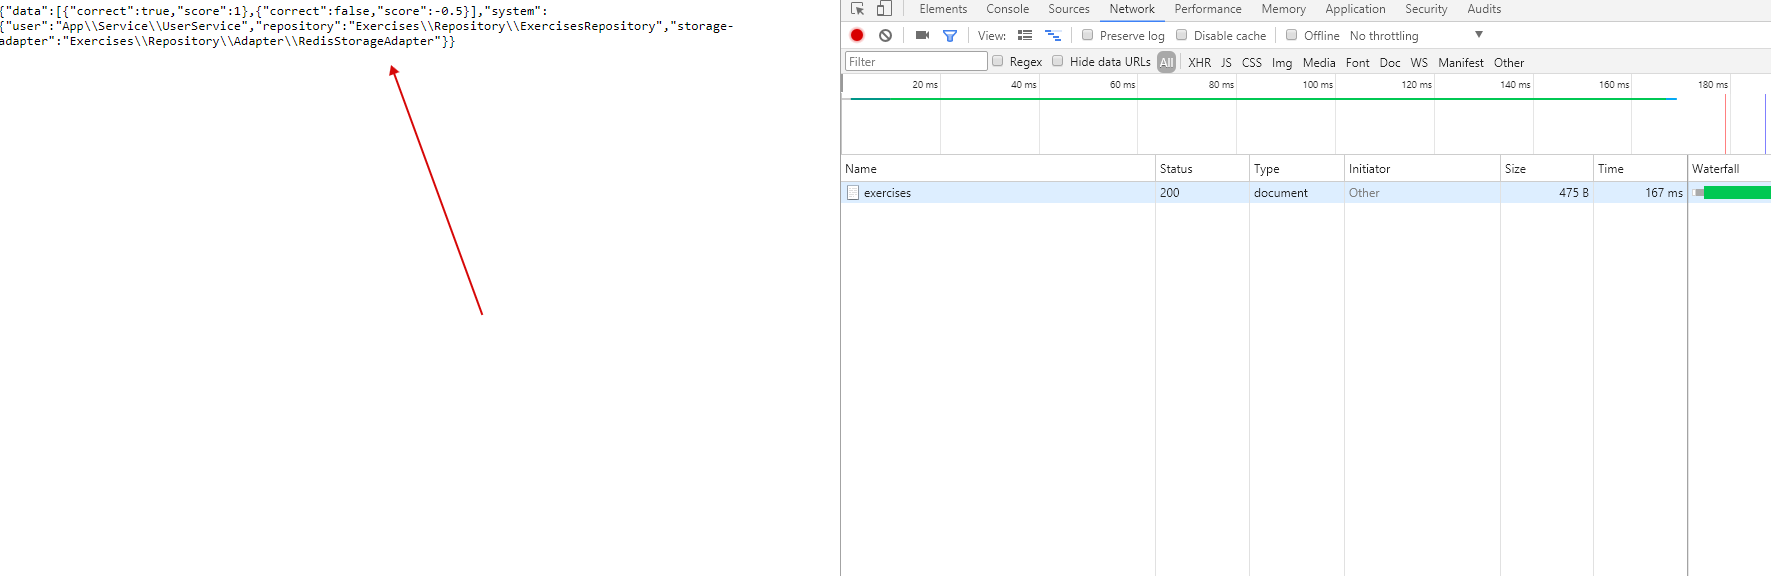 {"data":[{"correct":true,"score":1},{"correct":false,"score":-0.5}],"system":
{"user":"App\\Service\\UserService","repository":"Exercises\\Repository\\ExercisesRepository","storage-
adapter":"Exercises\\Repository\\Adapter\\RedisStorageAdapter"}}
Elements Console Sources Network Performance Memory Application Security Audits
View: Preserve log Disable cache Offline No throttling
Filter Regex Hide data URLs All XHR JS CSS Img Media Font Doc WS Manifest Other
20 ms 40 ms 60 ms 80 ms 100 ms 120 ms 140 ms 160 ms 180 ms
Name Status Type Initiator Size Time Waterfall
exercises 200 document Other 475 B 167 ms